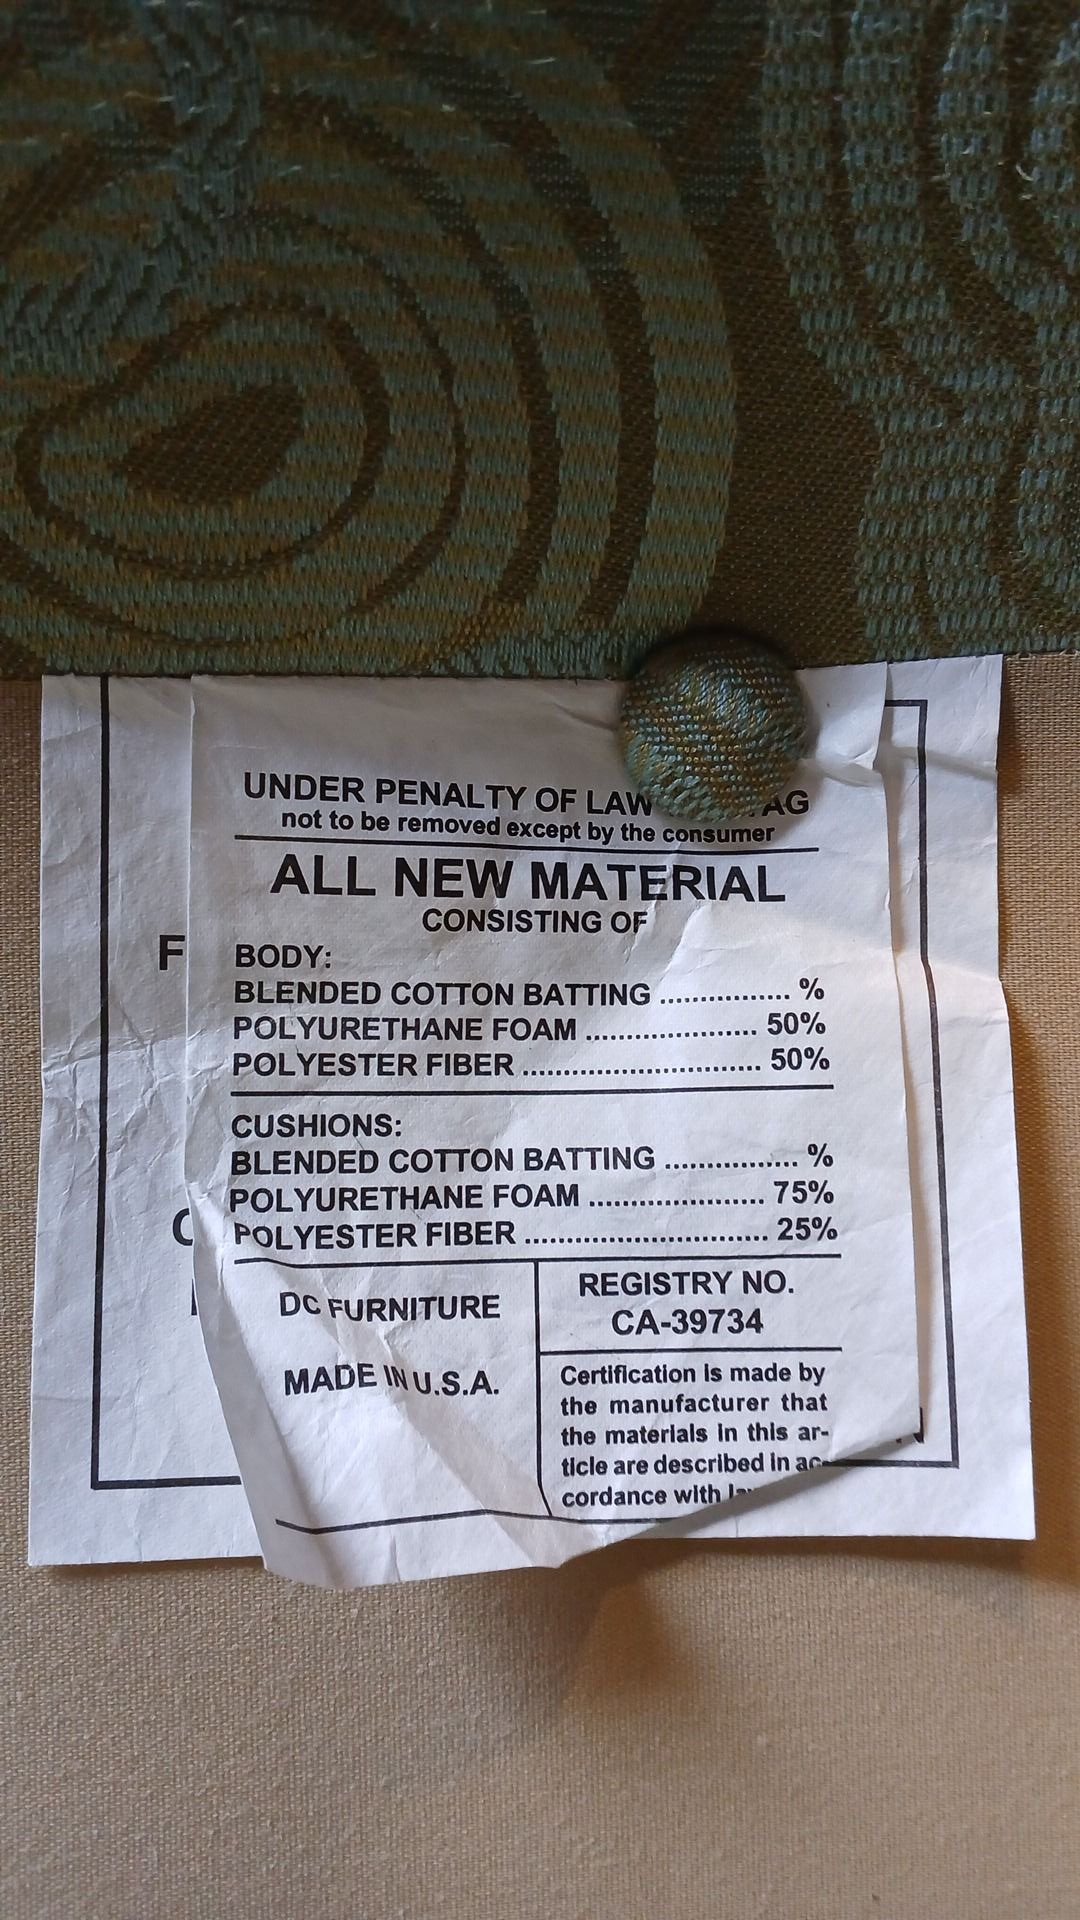 UNDER PENALTY OF LAW
not to be removed except by the consumer
ALL NEW MATERIAL
CONSISTING OF
BODY:
BLENDED COTTON BATTING ................. %
POLYURETHANE FOAM ...................... 50%
POLYESTER FIBER ............................... 50%
CUSHIONS:
BLENDED COTTON BATTING ................. %
POLYURETHANE FOAM ...................... 75%
POLYESTER FIBER ............................... 25%
DC FURNITURE
MADE IN U.S.A.
REGISTRY NO.
CA-39734
Certification is made by
the manufacturer that
the materials in this ar-
ticle are described in ac-
cordance with